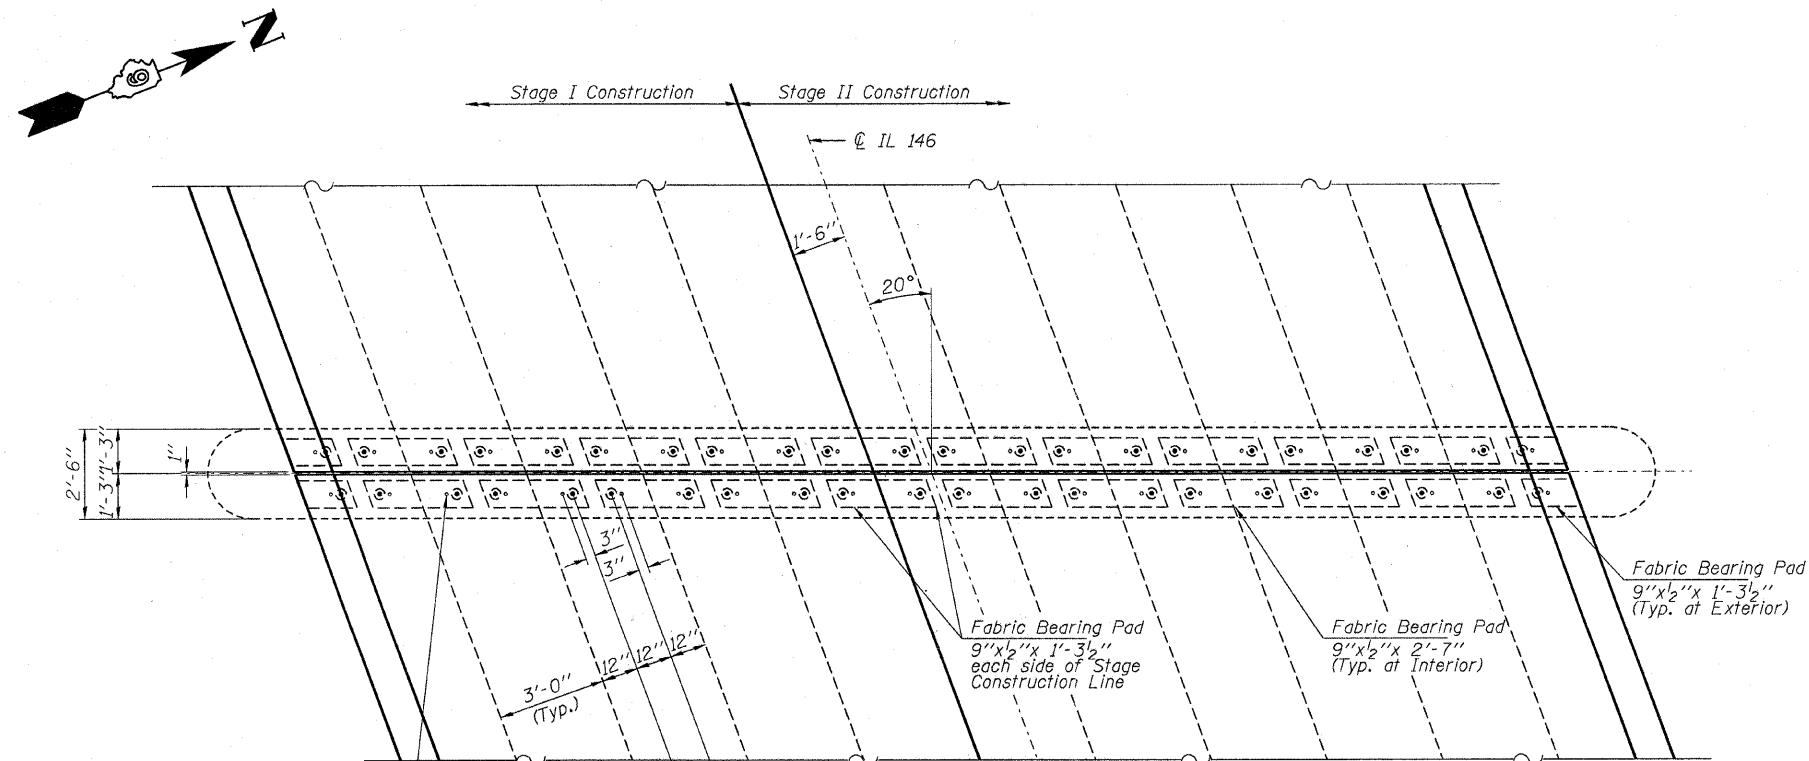 N
Stage I Construction
Stage II Construction
℄ IL 146
1'-6"
20°
2'-6"
1'-3"
1'-3"
1"
3"
3"
12"
12"
12"
3'-0"
(Typ.)
Fabric Bearing Pad
9"x½"x 1'-3½"
each side of Stage
Construction Line
Fabric Bearing Pad
9"x½"x 2'-7"
(Typ. at Interior)
Fabric Bearing Pad
9"x½"x 1'-3½"
(Typ. at Exterior)